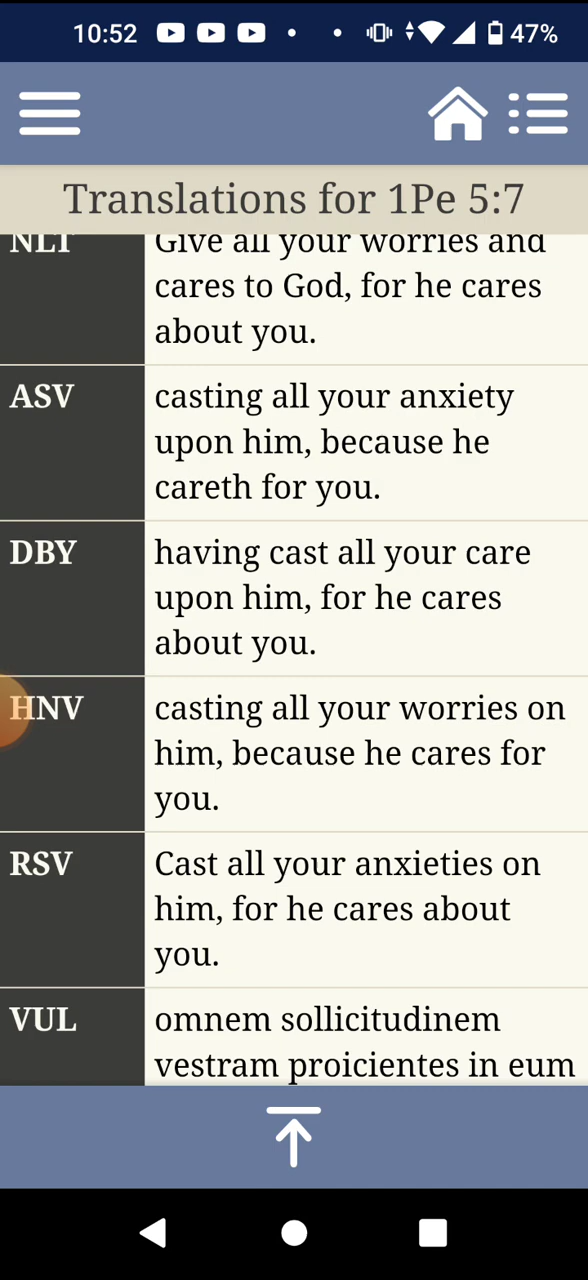 10:52 47%
Translations for 1Pe 5:7
NLT
Give all your worries and
cares to God, for he cares
about you.
ASV
casting all your anxiety
upon him, because he
careth for you.
DBY
having cast all your care
upon him, for he cares
about you.
HNV
casting all your worries on
him, because he cares for
you.
RSV
Cast all your anxieties on
him, for he cares about
you.
VUL
omnem sollicitudinem
vestram proicientes in eum